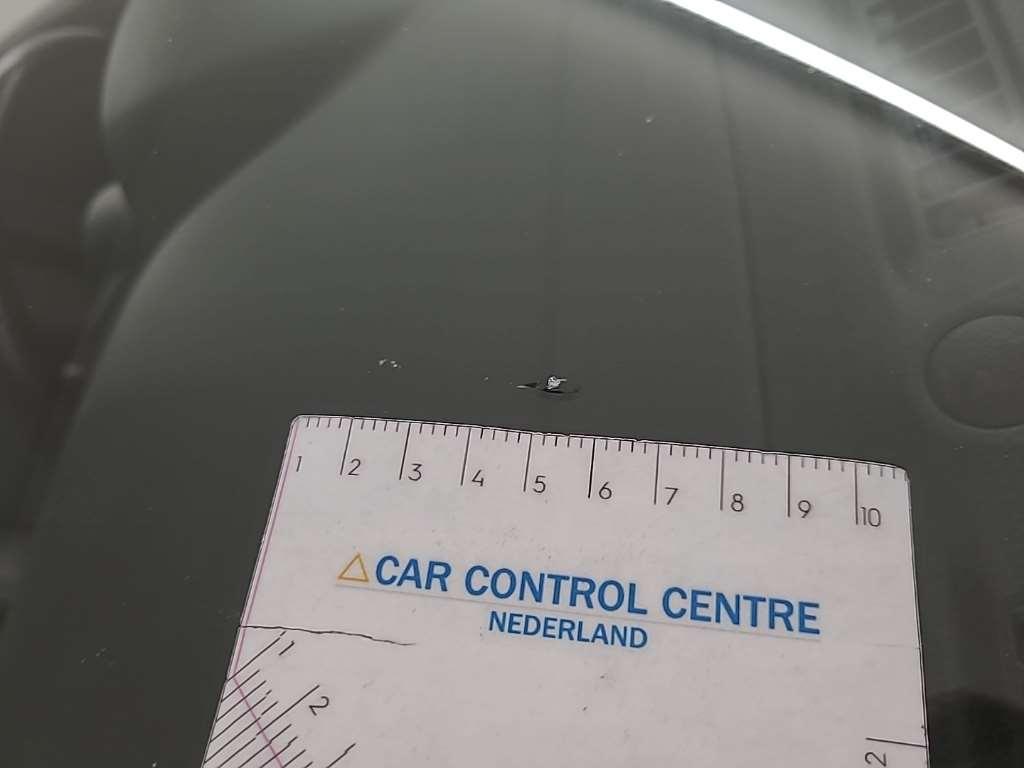 1 2 3 4 5 6 7 8 9 10
CAR CONTROL CENTRE
NEDERLAND
1
2
2